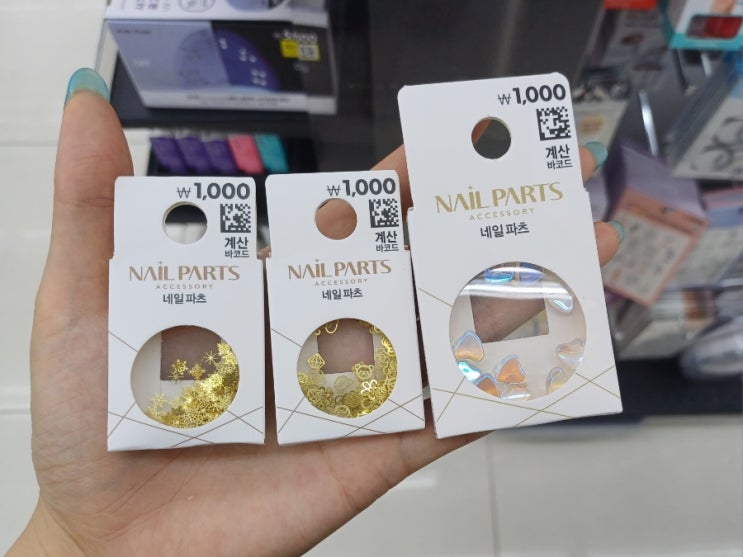 ₩1,000
계산
바코드
NAIL PARTS
ACCESSORY
네일 파츠
₩1,000
계산
바코드
NAIL PARTS
ACCESSORY
네일 파츠
₩1,000
계산
바코드
NAIL PARTS
ACCESSORY
네일 파츠